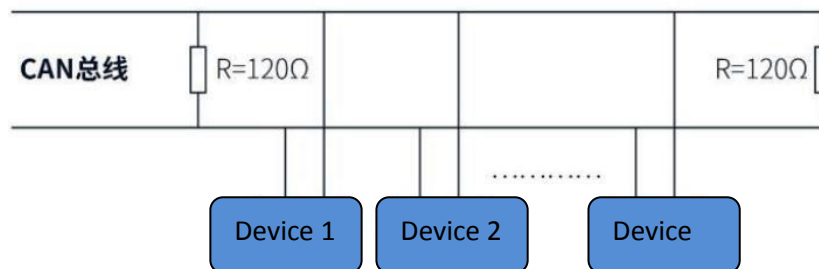 CAN总线
R=120Ω
R=120Ω
…………
Device 1
Device 2
Device